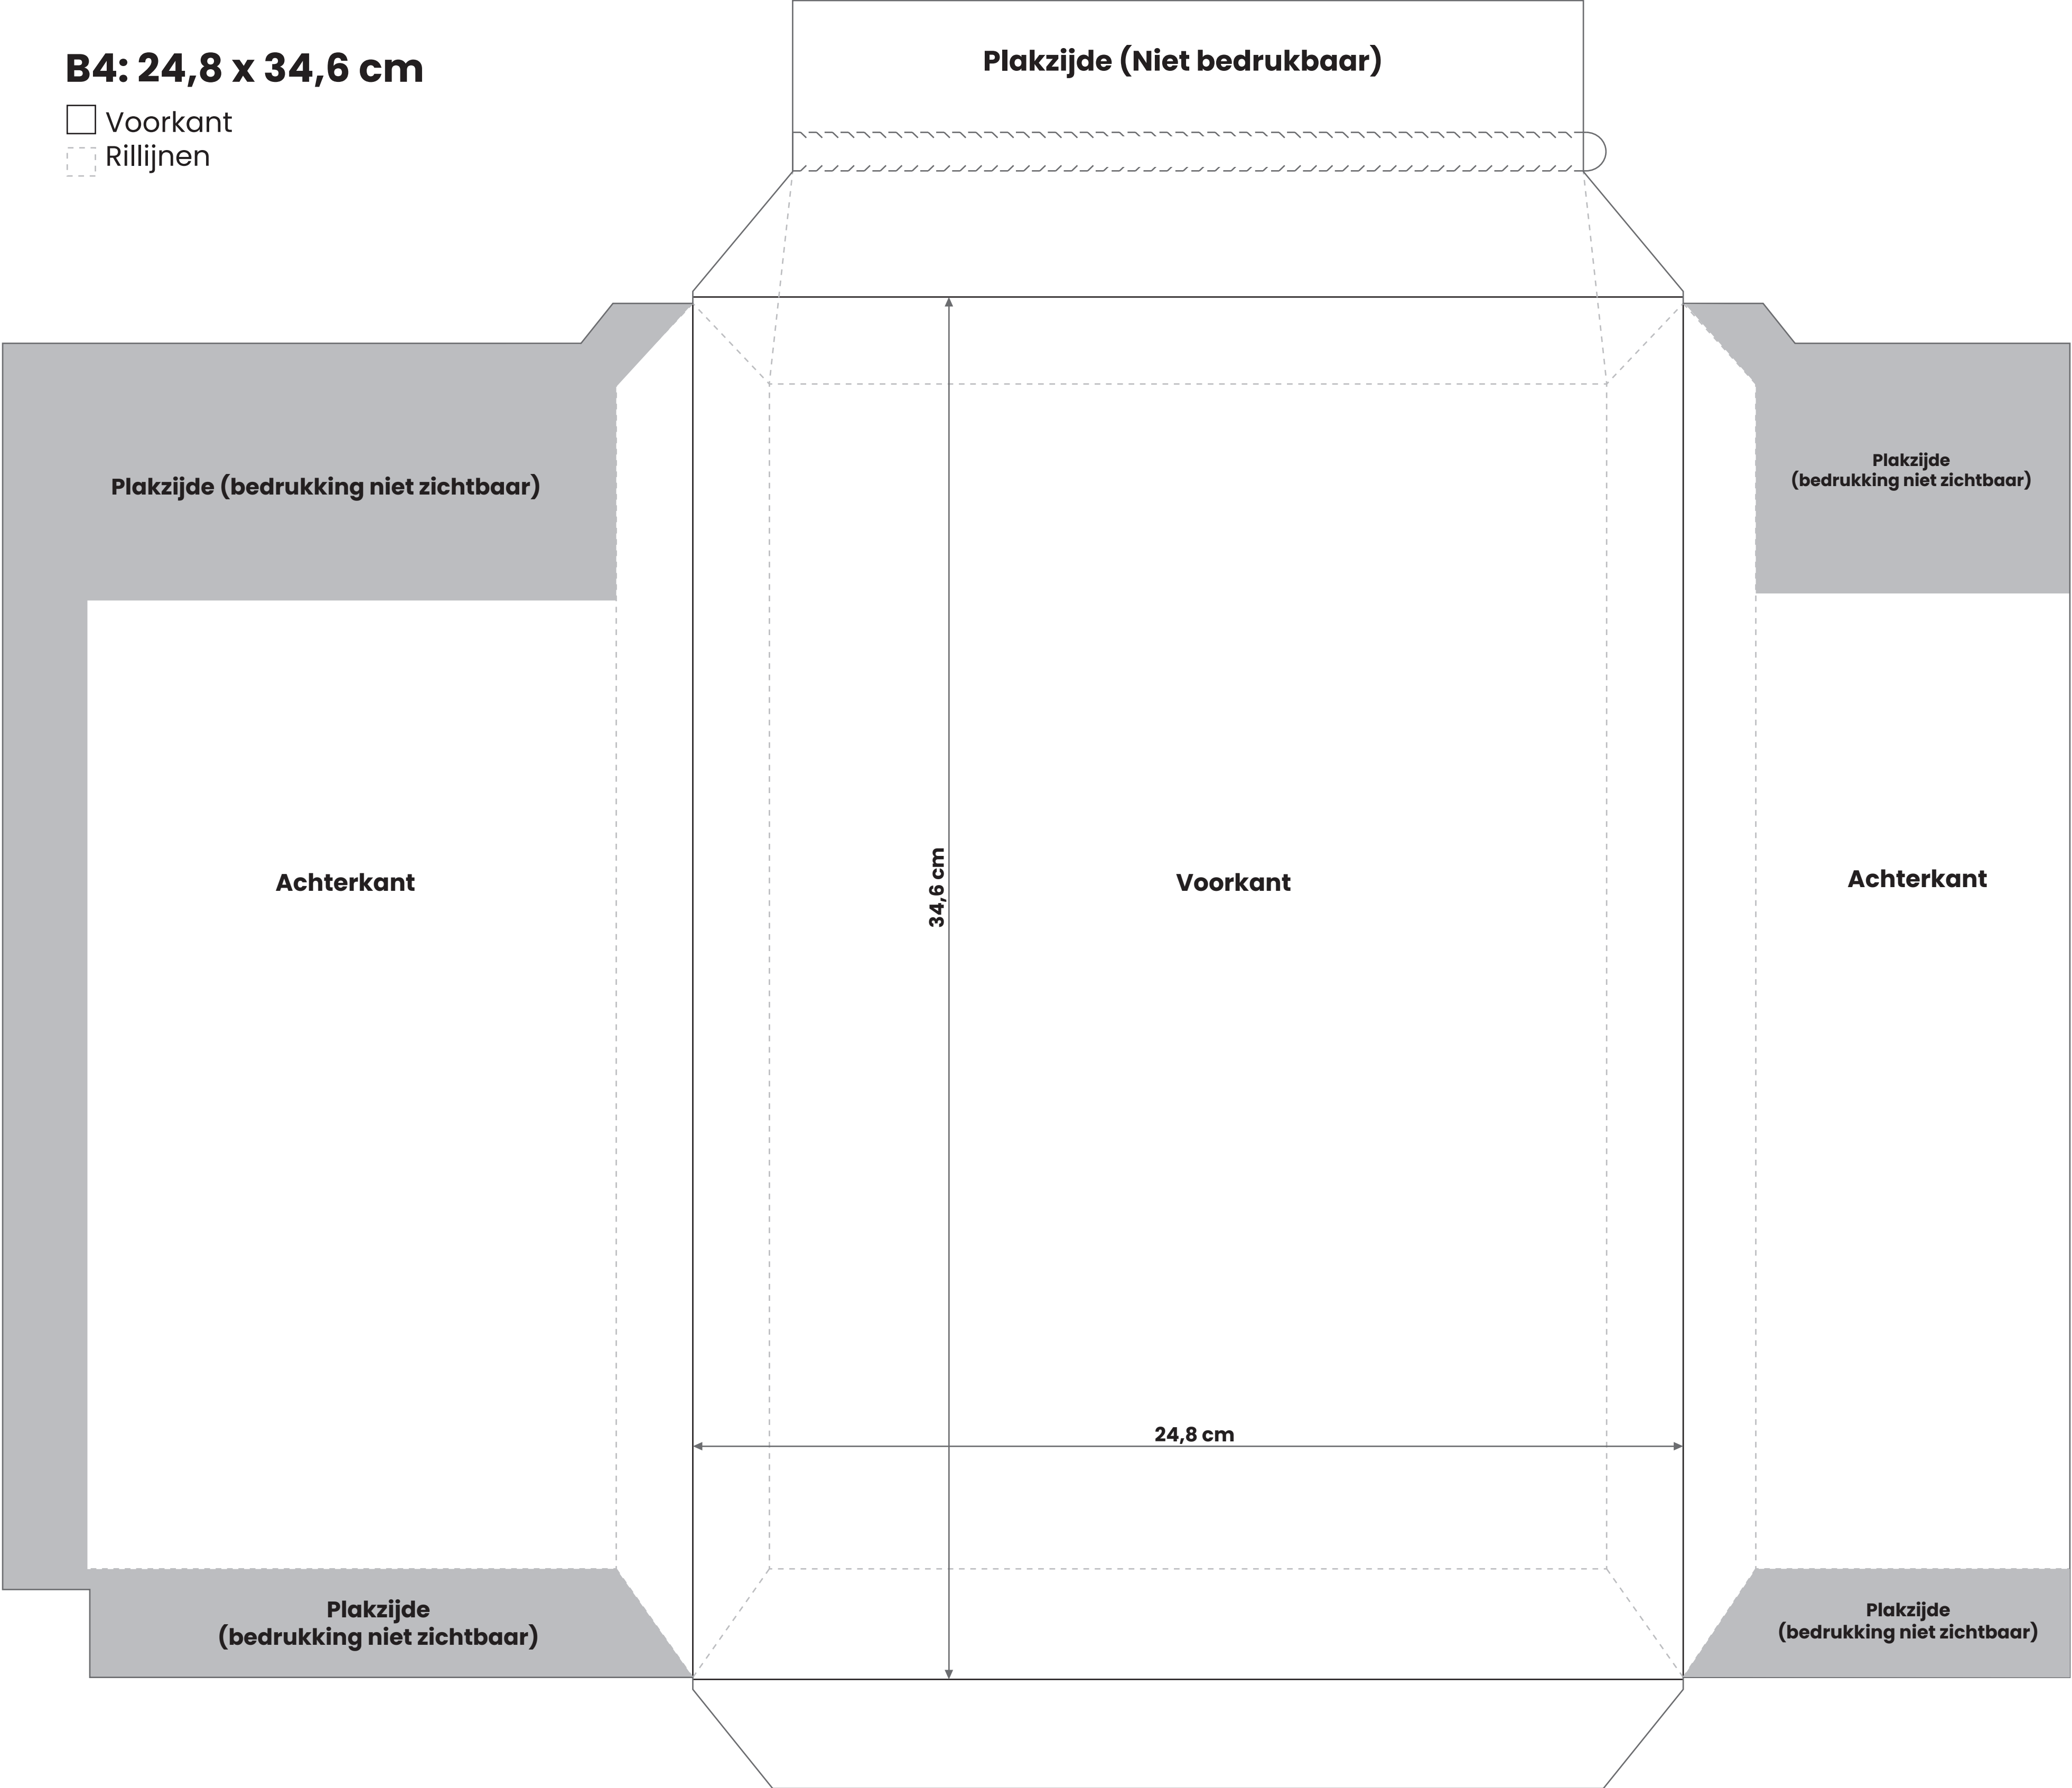 B4: 24,8 x 34,6 cm
Voorkant
Rillijnen
Plakzijde (Niet bedrukbaar)
Plakzijde (bedrukking niet zichtbaar)
Plakzijde
(bedrukking niet zichtbaar)
Achterkant
34,6 cm
Voorkant
Achterkant
24,8 cm
Plakzijde
(bedrukking niet zichtbaar)
Plakzijde
(bedrukking niet zichtbaar)